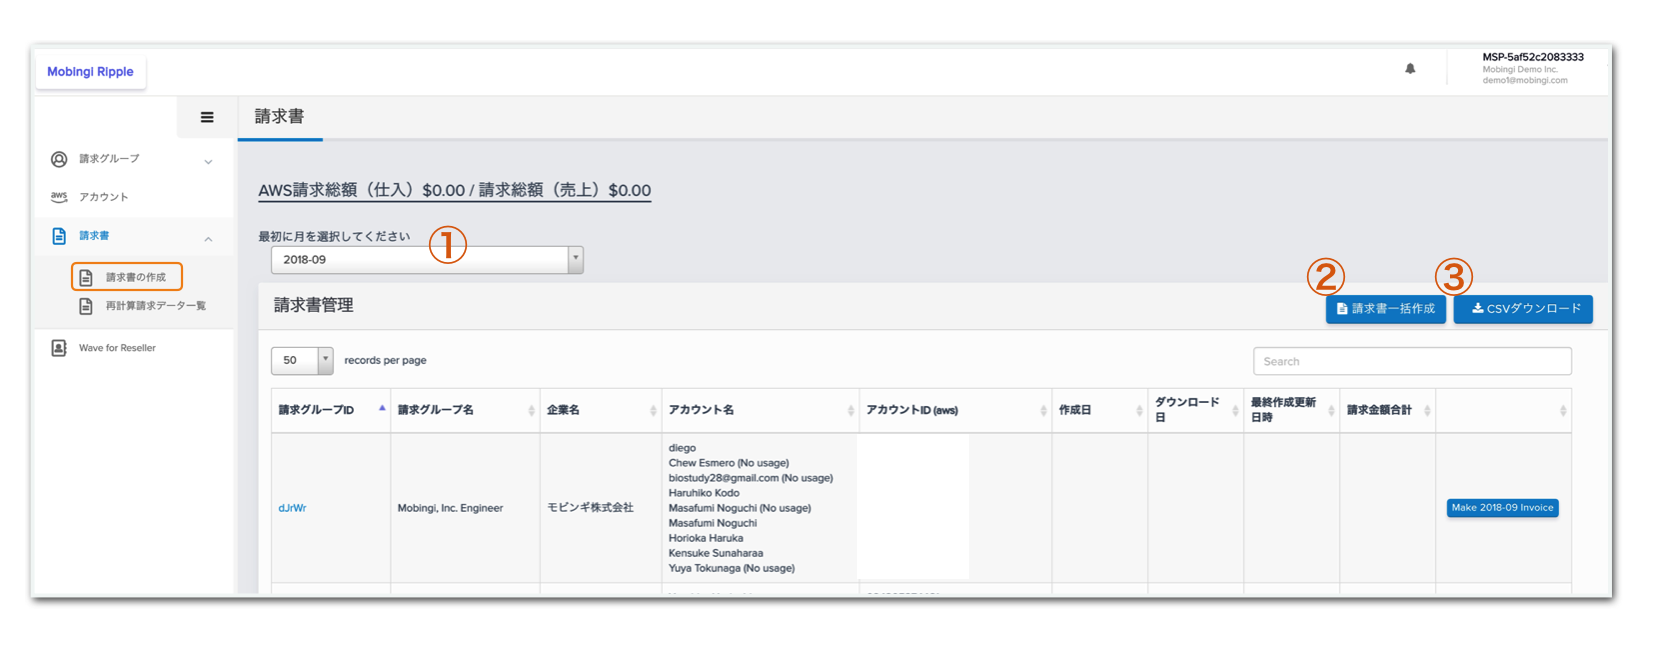 Mobingi Ripple
MSP-5af52c2083333
Mobingi Demo Inc.
demo1@mobingi.com
請求書
請求グループ
aws アカウント
請求書
請求書の作成
再計算請求データ一覧
Wave for Reseller
AWS請求総額（仕入）$0.00 / 請求総額（売上）$0.00
最初に月を選択してください
①
2018-09
②
③
請求書管理
請求書一括作成
CSVダウンロード
50 records per page
Search
請求グループID 請求グループ名 企業名 アカウント名 アカウントID (aws) 作成日 ダウンロード日 最終作成更新日時 請求金額合計
dJrWr
Mobingi, Inc. Engineer
モビンギ株式会社
diego
Chew Esmero (No usage)
biostudy28@gmail.com (No usage)
Haruhiko Kodo
Masafumi Noguchi (No usage)
Masafumi Noguchi
Horioka Haruka
Kensuke Sunaharaa
Yuya Tokunaga (No usage)
Make 2018-09 Invoice